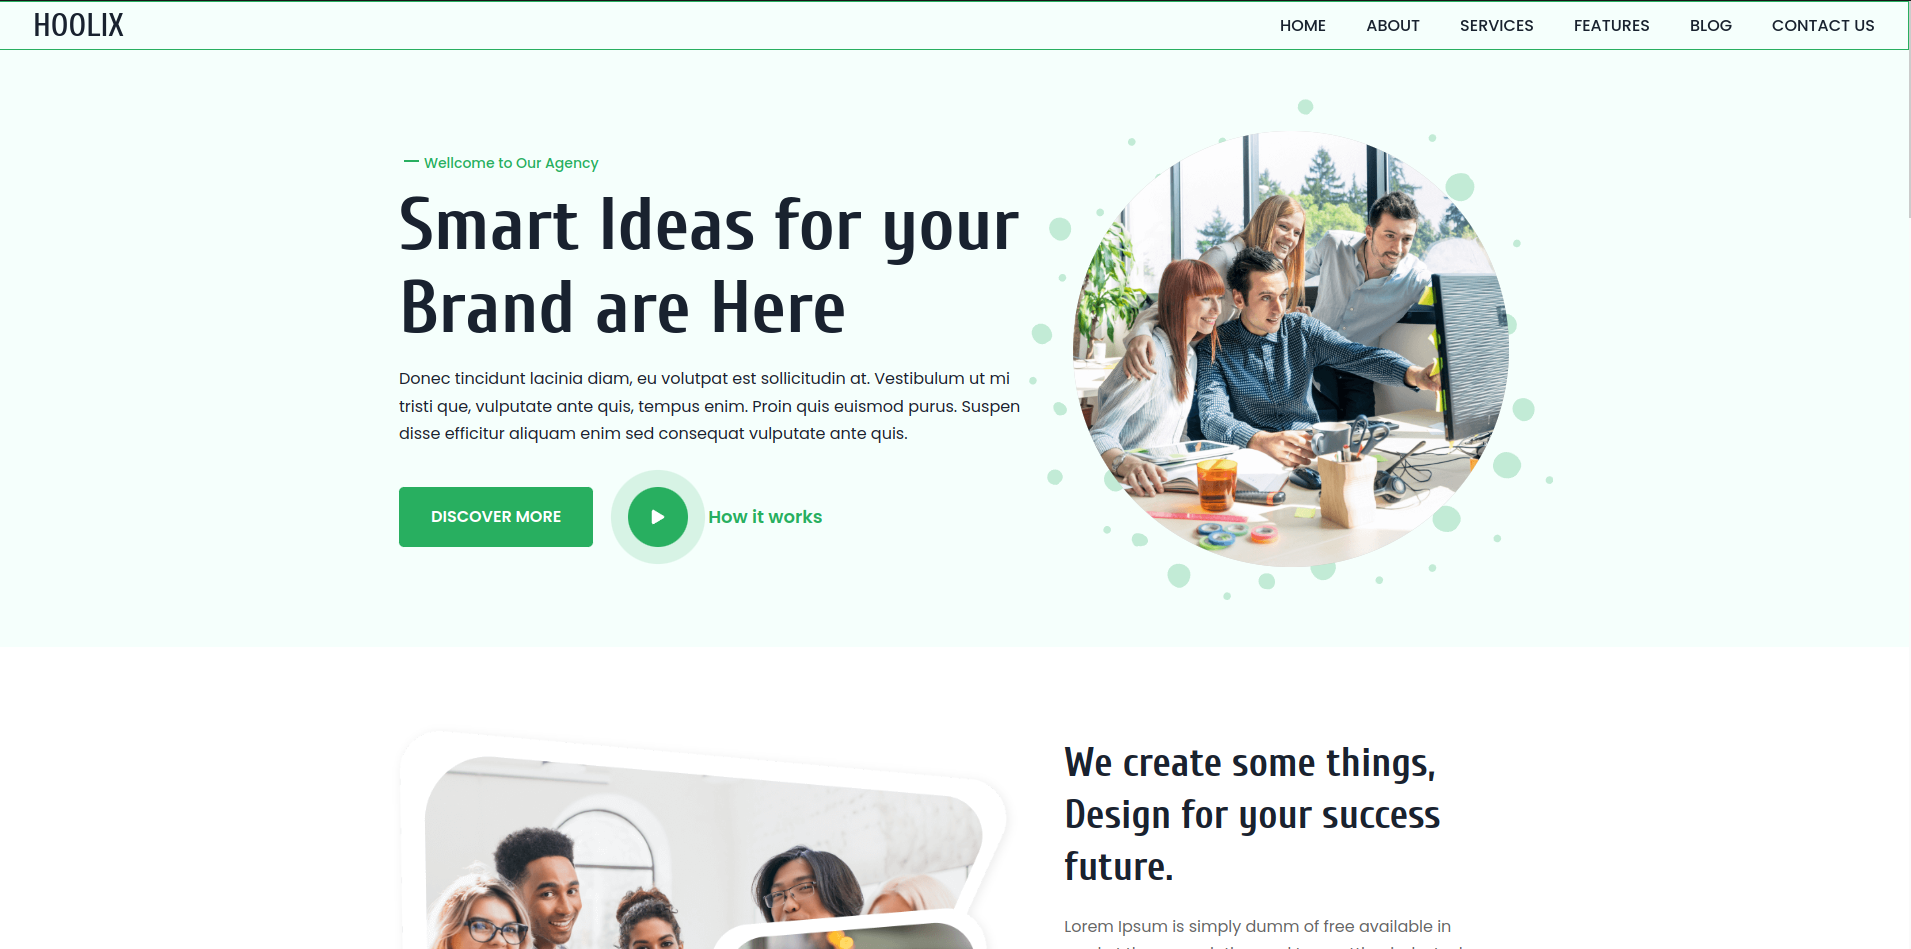 HOOLIX
HOME ABOUT SERVICES FEATURES BLOG CONTACT US
Wellcome to Our Agency
Smart Ideas for your
Brand are Here
Donec tincidunt lacinia diam, eu volutpat est sollicitudin at. Vestibulum ut mi
tristi que, vulputate ante quis, tempus enim. Proin quis euismod purus. Suspen
disse efficitur aliquam enim sed consequat vulputate ante quis.
DISCOVER MORE
How it works
We create some things,
Design for your success
future.
Lorem Ipsum is simply dumm of free available in